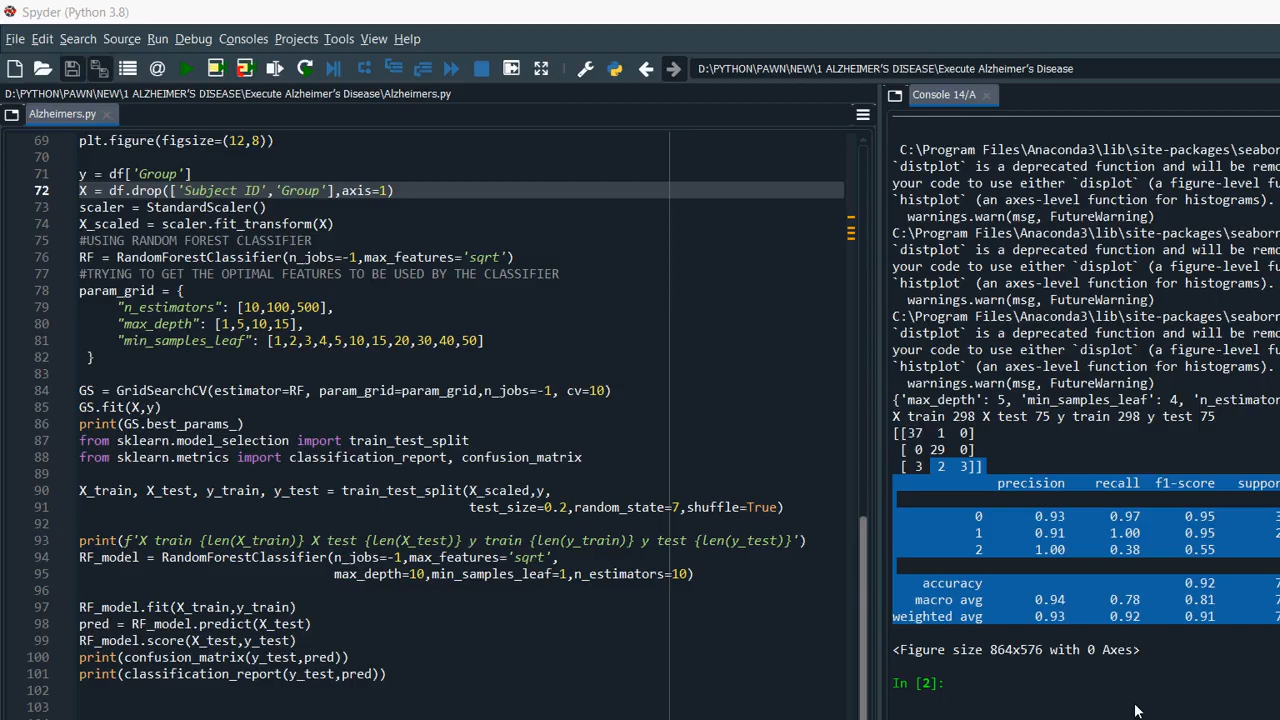 Spyder (Python 3.8)
File Edit Search Source Run Debug Consoles Projects Tools View Help
D:\PYTHON\PAWN\NEW\1 ALZHEIMER'S DISEASE\Execute Alzheimer's Disease
D:\PYTHON\PAWN\NEW\1 ALZHEIMER'S DISEASE\Execute Alzheimer's Disease\Alzheimers.py
Alzheimers.py
69 plt.figure(figsize=(12,8))
70
71 y = df['Group']
72 X = df.drop(['Subject ID','Group'],axis=1)
73 scaler = StandardScaler()
74 X_scaled = scaler.fit_transform(X)
75 #USING RANDOM FOREST CLASSIFIER
76 RF = RandomForestClassifier(n_jobs=-1,max_features='sqrt')
77 #TRYING TO GET THE OPTIMAL FEATURES TO BE USED BY THE CLASSIFIER
78 param_grid = {
79 "n_estimators": [10,100,500],
80 "max_depth": [1,5,10,15],
81 "min_samples_leaf": [1,2,3,4,5,10,15,20,30,40,50]
82 }
83
84 GS = GridSearchCV(estimator=RF, param_grid=param_grid,n_jobs=-1, cv=10)
85 GS.fit(X,y)
86 print(GS.best_params_)
87 from sklearn.model_selection import train_test_split
88 from sklearn.metrics import classification_report, confusion_matrix
89
90 X_train, X_test, y_train, y_test = train_test_split(X_scaled,y,
91 test_size=0.2,random_state=7,shuffle=True)
92
93 print(f'X train {len(X_train)} X test {len(X_test)} y train {len(y_train)} y test {len(y_test)}')
94 RF_model = RandomForestClassifier(n_jobs=-1,max_features='sqrt',
95 max_depth=10,min_samples_leaf=1,n_estimators=10)
96
97 RF_model.fit(X_train,y_train)
98 pred = RF_model.predict(X_test)
99 RF_model.score(X_test,y_test)
100 print(confusion_matrix(y_test,pred))
101 print(classification_report(y_test,pred))
102
103
Console 14/A
C:\Program Files\Anaconda3\lib\site-packages\seabor
`distplot` is a deprecated function and will be remo
your code to use either `displot` (a figure-level fu
`histplot` (an axes-level function for histograms).
warnings.warn(msg, FutureWarning)
C:\Program Files\Anaconda3\lib\site-packages\seaborn
`distplot` is a deprecated function and will be remo
your code to use either `displot` (a figure-level fu
`histplot` (an axes-level function for histograms).
warnings.warn(msg, FutureWarning)
C:\Program Files\Anaconda3\lib\site-packages\seaborn
`distplot` is a deprecated function and will be remo
your code to use either `displot` (a figure-level fu
`histplot` (an axes-level function for histograms).
warnings.warn(msg, FutureWarning)
{'max_depth': 5, 'min_samples_leaf': 4, 'n_estimators
X train 298 X test 75 y train 298 y test 75
[[37 1 0]
[ 0 29 0]
[ 3 2 3]]
precision recall f1-score suppor
0 0.93 0.97 0.95 3
1 0.91 1.00 0.95 2
2 1.00 0.38 0.55
accuracy 0.92 7
macro avg 0.94 0.78 0.81 7
weighted avg 0.93 0.92 0.91 7
<Figure size 864x576 with 0 Axes>
In [2]: